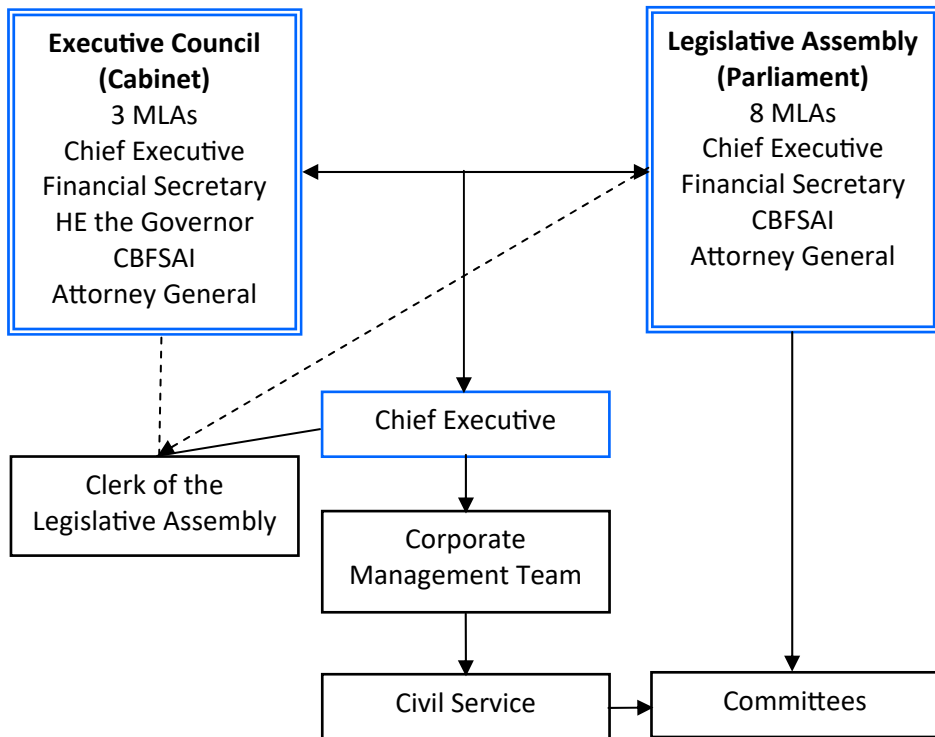 Executive Council
(Cabinet)
3 MLAs
Chief Executive
Financial Secretary
HE the Governor
CBFSAI
Attorney General
Legislative Assembly
(Parliament)
8 MLAs
Chief Executive
Financial Secretary
CBFSAI
Attorney General
Chief Executive
Clerk of the
Legislative Assembly
Corporate
Management Team
Civil Service
Committees